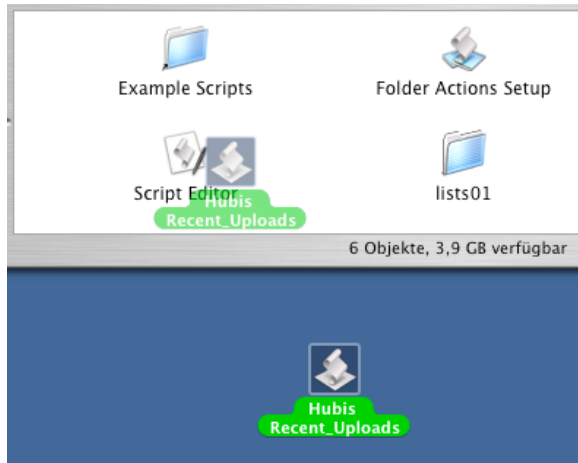 Example Scripts
Folder Actions Setup
Script Editor
lists01
Hubis
Recent_Uploads
6 Objekte, 3,9 GB verfügbar
Hubis
Recent_Uploads